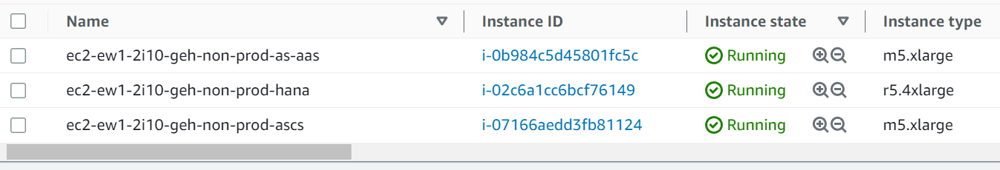 Name Instance ID Instance state Instance type
ec2-ew1-2i10-geh-non-prod-as-aas i-0b984c5d45801fc5c Running m5.xlarge
ec2-ew1-2i10-geh-non-prod-hana i-02c6a1cc6bcf76149 Running r5.4xlarge
ec2-ew1-2i10-geh-non-prod-ascs i-07166aedd3fb81124 Running m5.xlarge